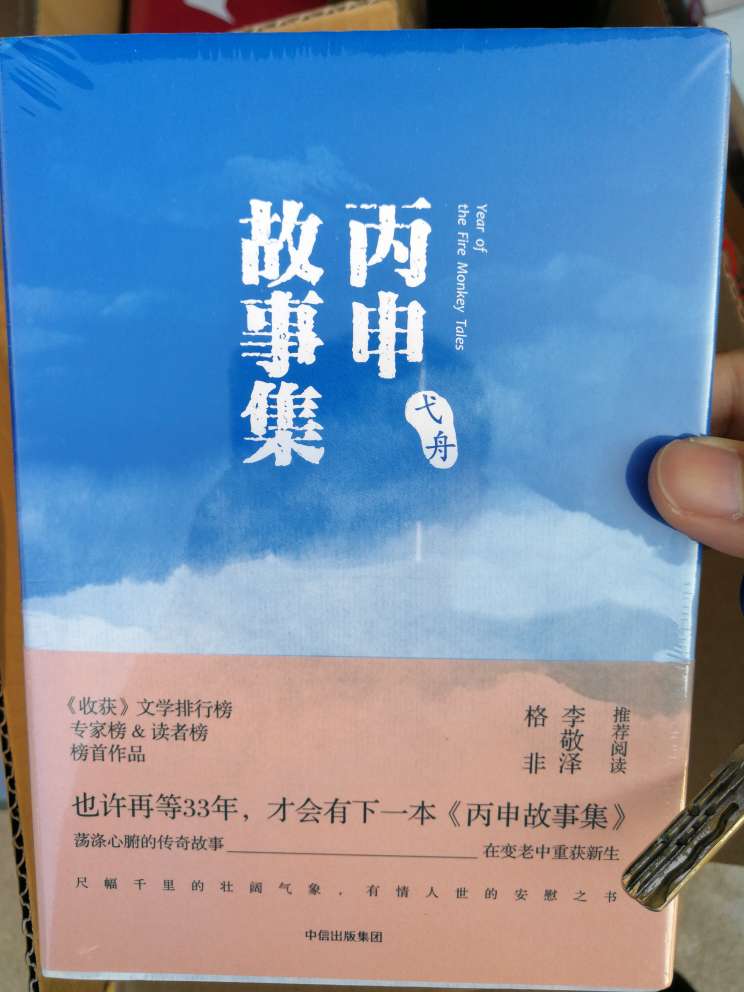 丙申
故事集
Year of
the Fire Monkey Tales
弋舟
《收获》文学排行榜
专家榜 & 读者榜
榜首作品
推荐阅读
李敬泽
格非
也许再等33年，才会有下一本《丙申故事集》
荡涤心腑的传奇故事 在变老中重获新生
尺幅千里的壮阔气象，有情人世的安慰之书
中信出版集团